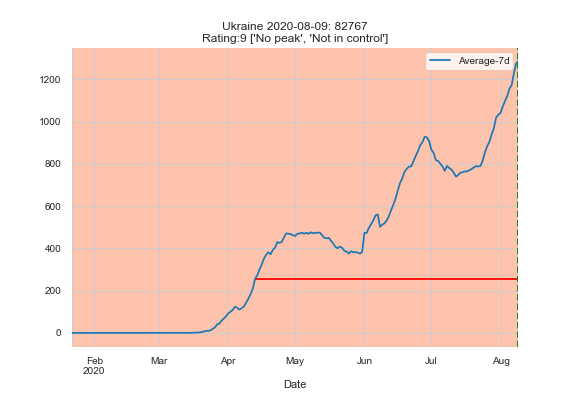 Ukraine 2020-08-09: 82767
Rating:9 ['No peak', 'Not in control']
Average-7d
1200
1000
800
600
400
200
0
Feb Mar Apr May Jun Jul Aug
2020
Date